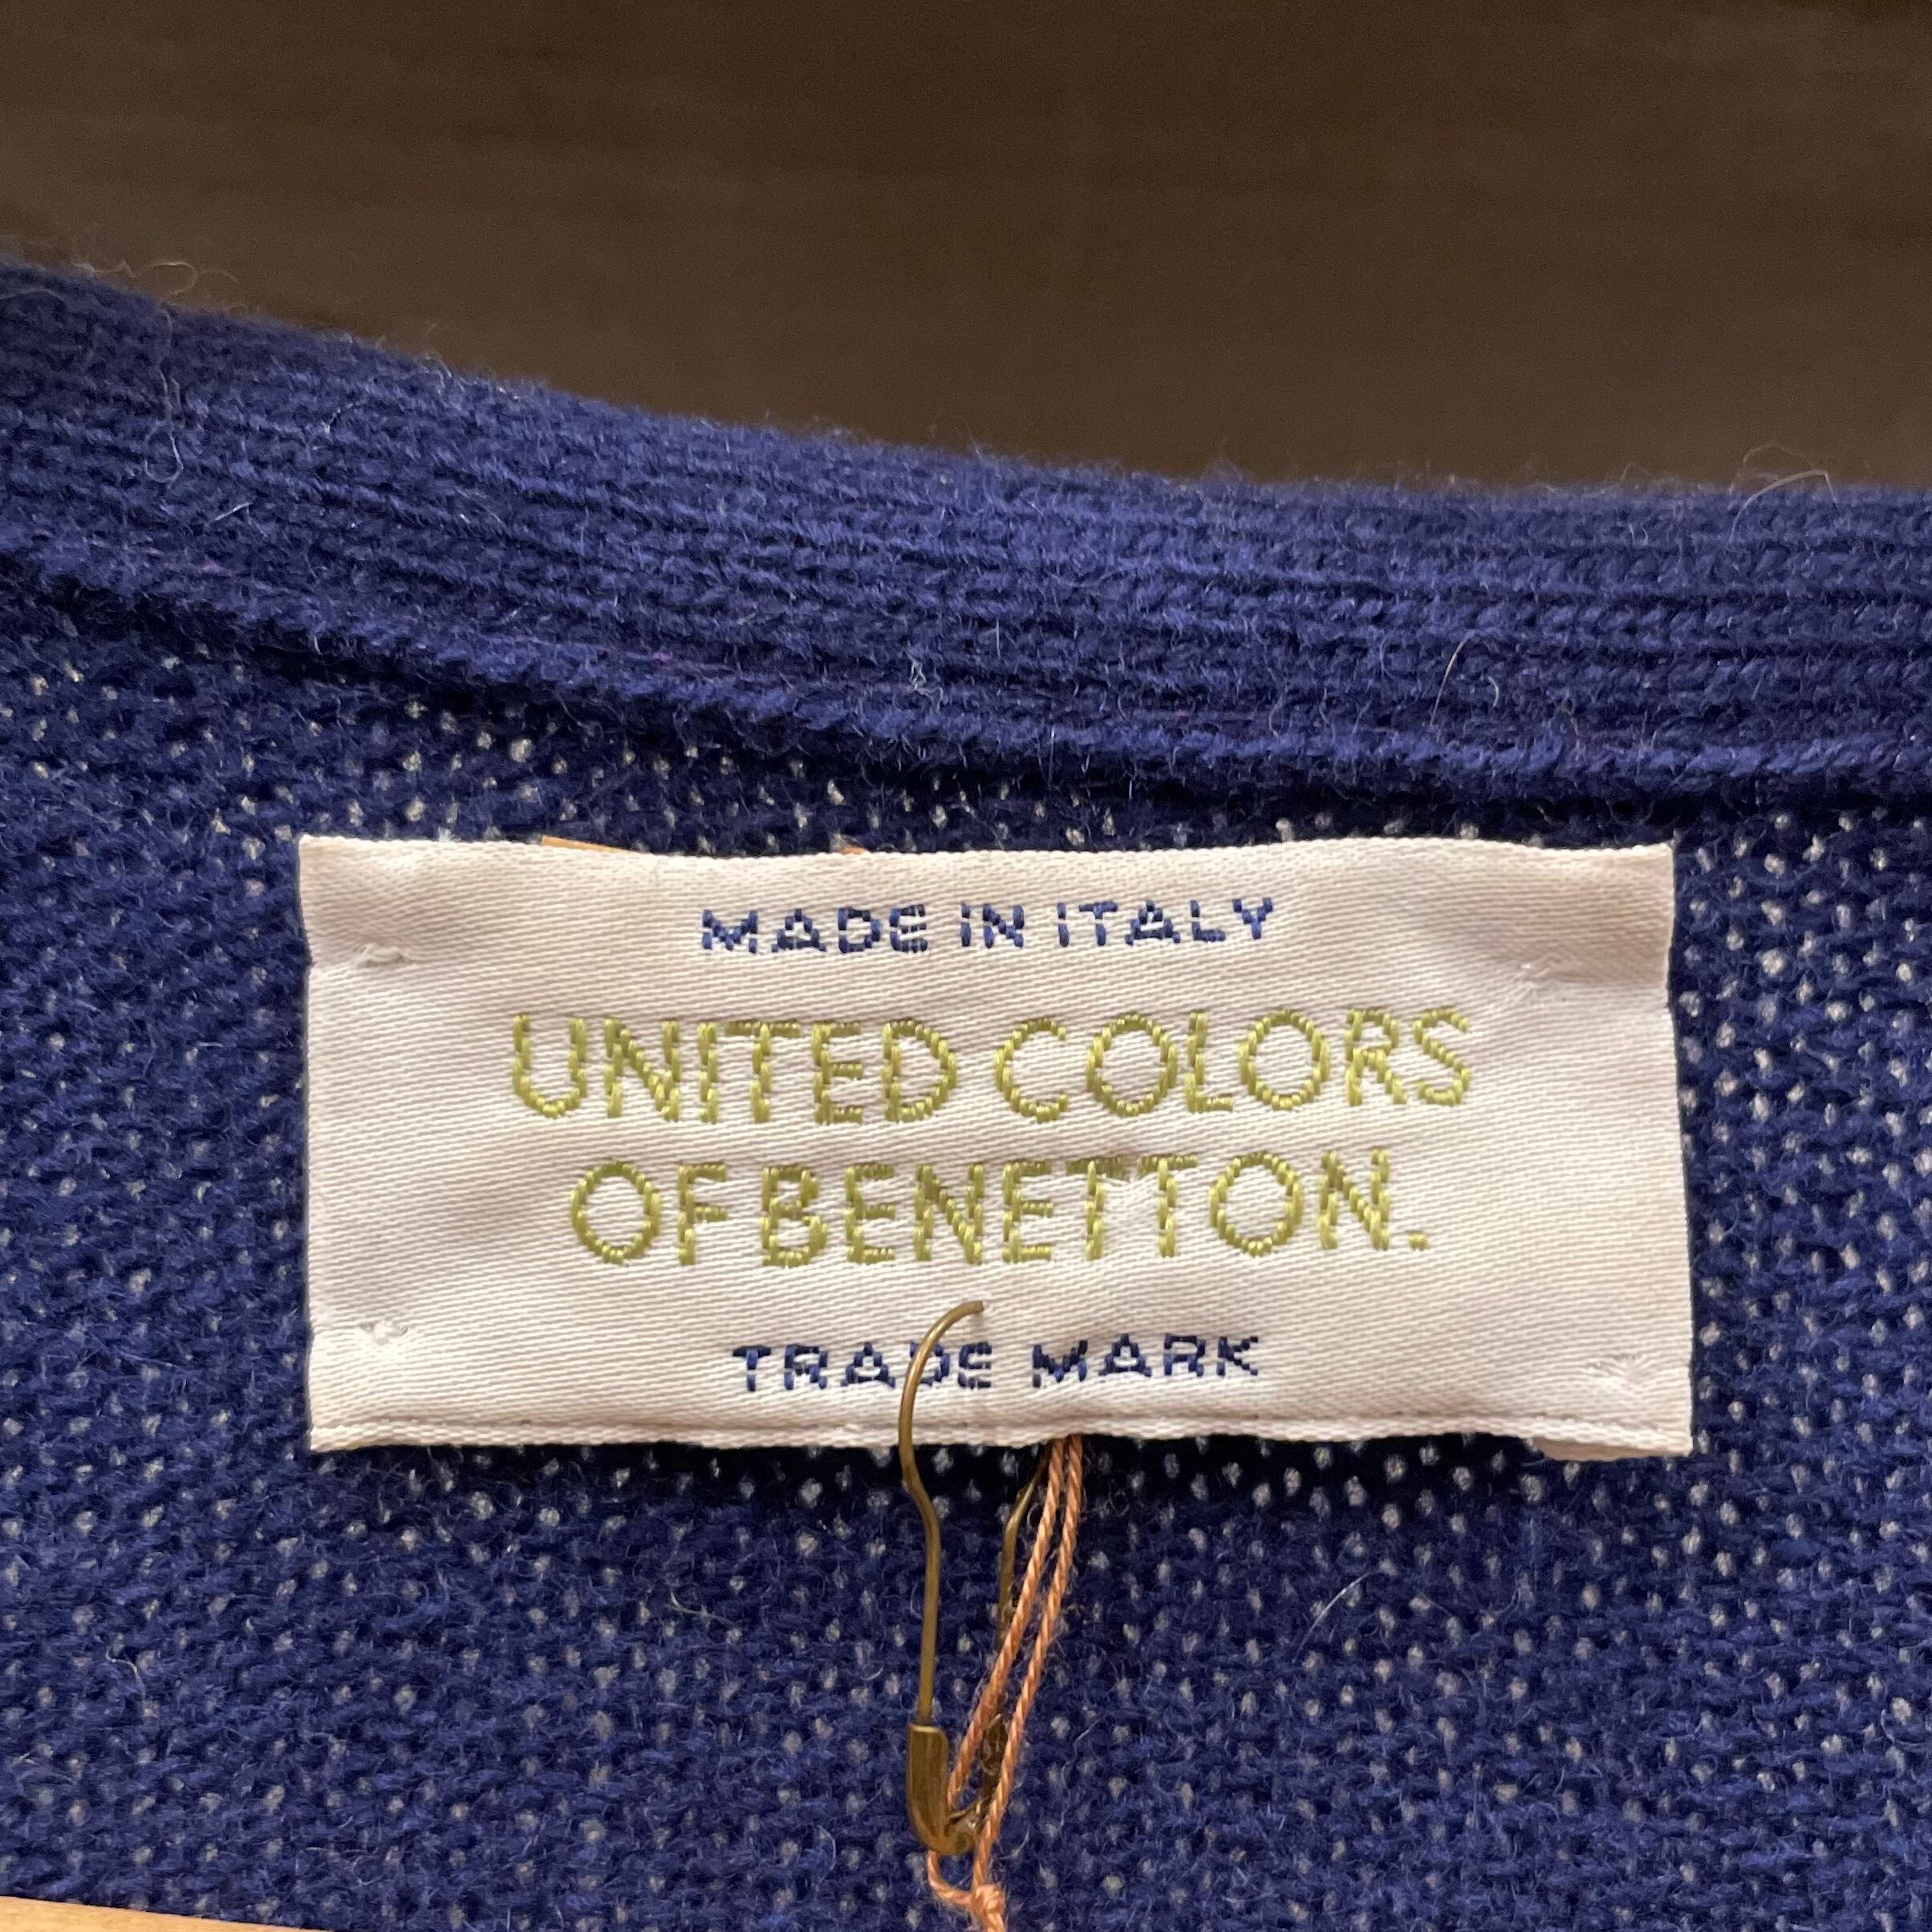 MADE IN ITALY
UNITED COLORS
OF BENETTON.
TRADE MARK